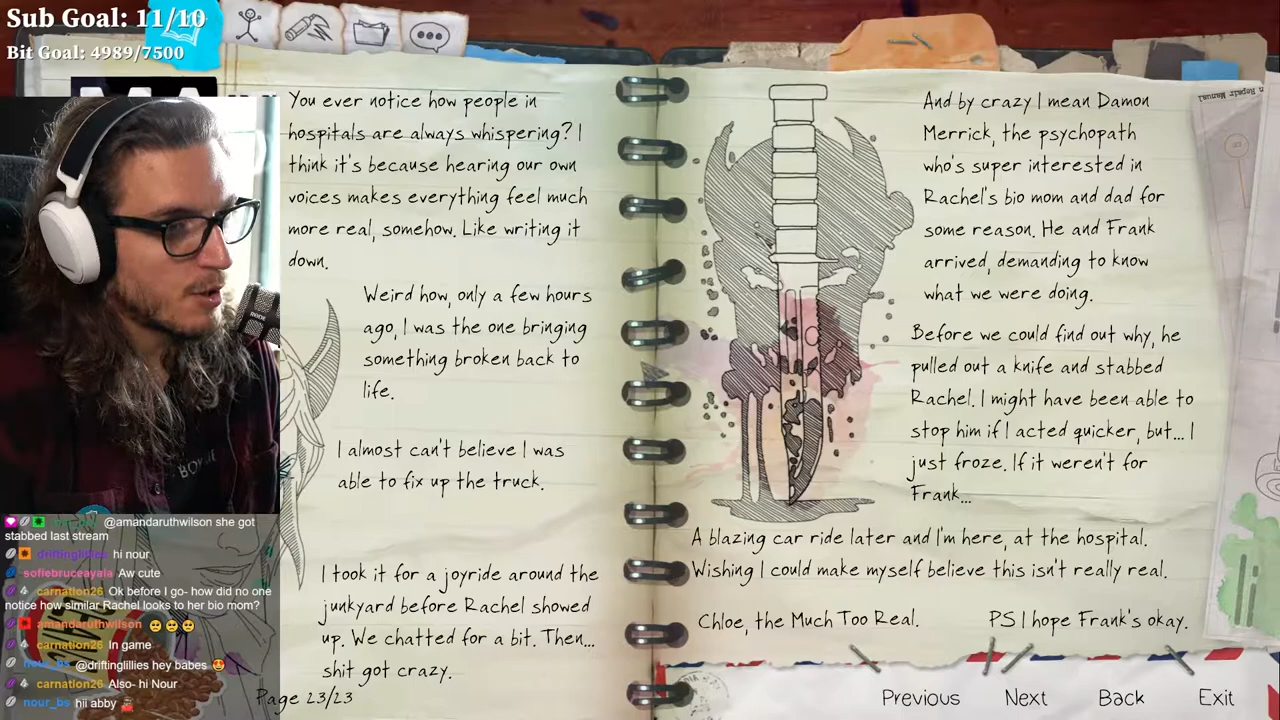 Sub Goal: 11/10
Bit Goal: 4989/7500
You ever notice how people in
hospitals are always whispering? I
think it's because hearing our own
voices makes everything feel much
more real, somehow. Like writing it
down.
Weird how, only a few hours
ago, I was the one bringing
something broken back to
life.
I almost can't believe I was
able to fix up the truck.
I took it for a joyride around the
junkyard before Rachel showed
up. We chatted for a bit. Then...
shit got crazy.
Page 23/23
And by crazy I mean Damon
Merrick, the psychopath
who's super interested in
Rachel's bio mom and dad for
some reason. He and Frank
arrived, demanding to know
what we were doing.
Before we could find out why, he
pulled out a knife and stabbed
Rachel. I might have been able to
stop him if I acted quicker, but... I
just froze. If it weren't for
Frank...
A blazing car ride later and I'm here, at the hospital.
Wishing I could make myself believe this isn't really real.
Chloe, the Much Too Real.
PS I hope Frank's okay.
Previous
Next
Back
Exit
RODE
@amandaruthwilson she got
stabbed last stream
driftinglillies hi nour
sofiebruceayala Aw cute
carnation26 Ok before I go- how did no one
notice how similar Rachel looks to her bio mom?
amandaruthwilson
carnation26 In game
nour_bs @driftinglillies hey babes
carnation26 Also- hi Nour
nour_bs hii abby